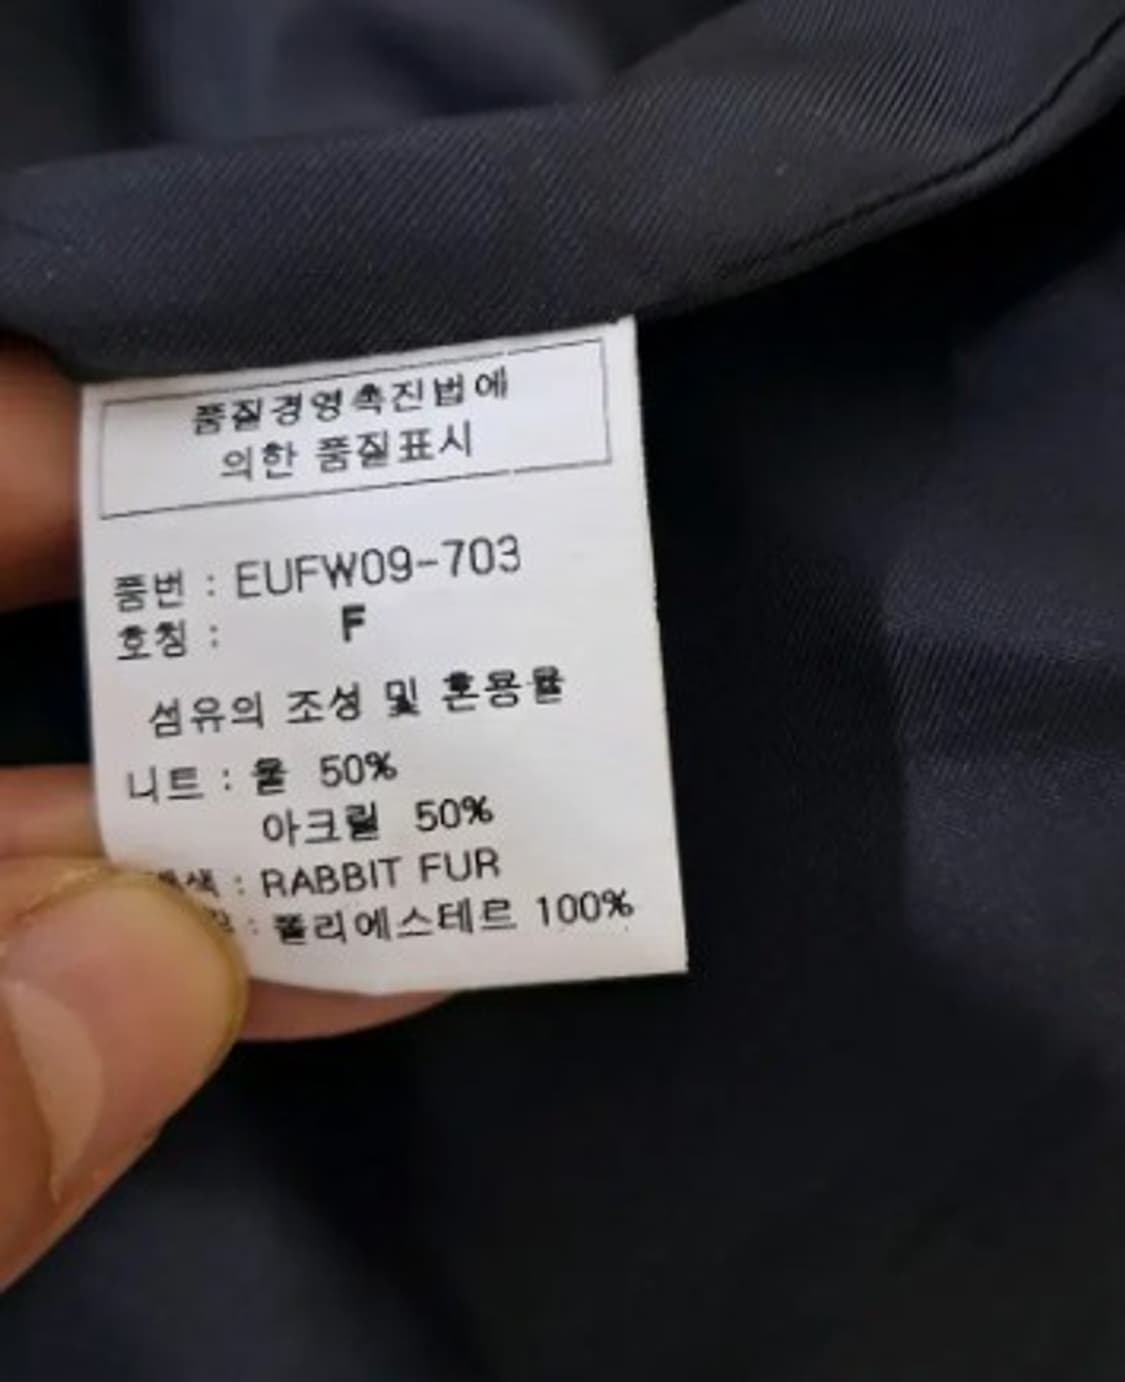 품질경영촉진법에
의한 품질표시
품번 : EUFW09-703
호칭 : F
섬유의 조성 및 혼용율
니트 : 울 50%
아크릴 50%
: RABBIT FUR
: 폴리에스테르 100%